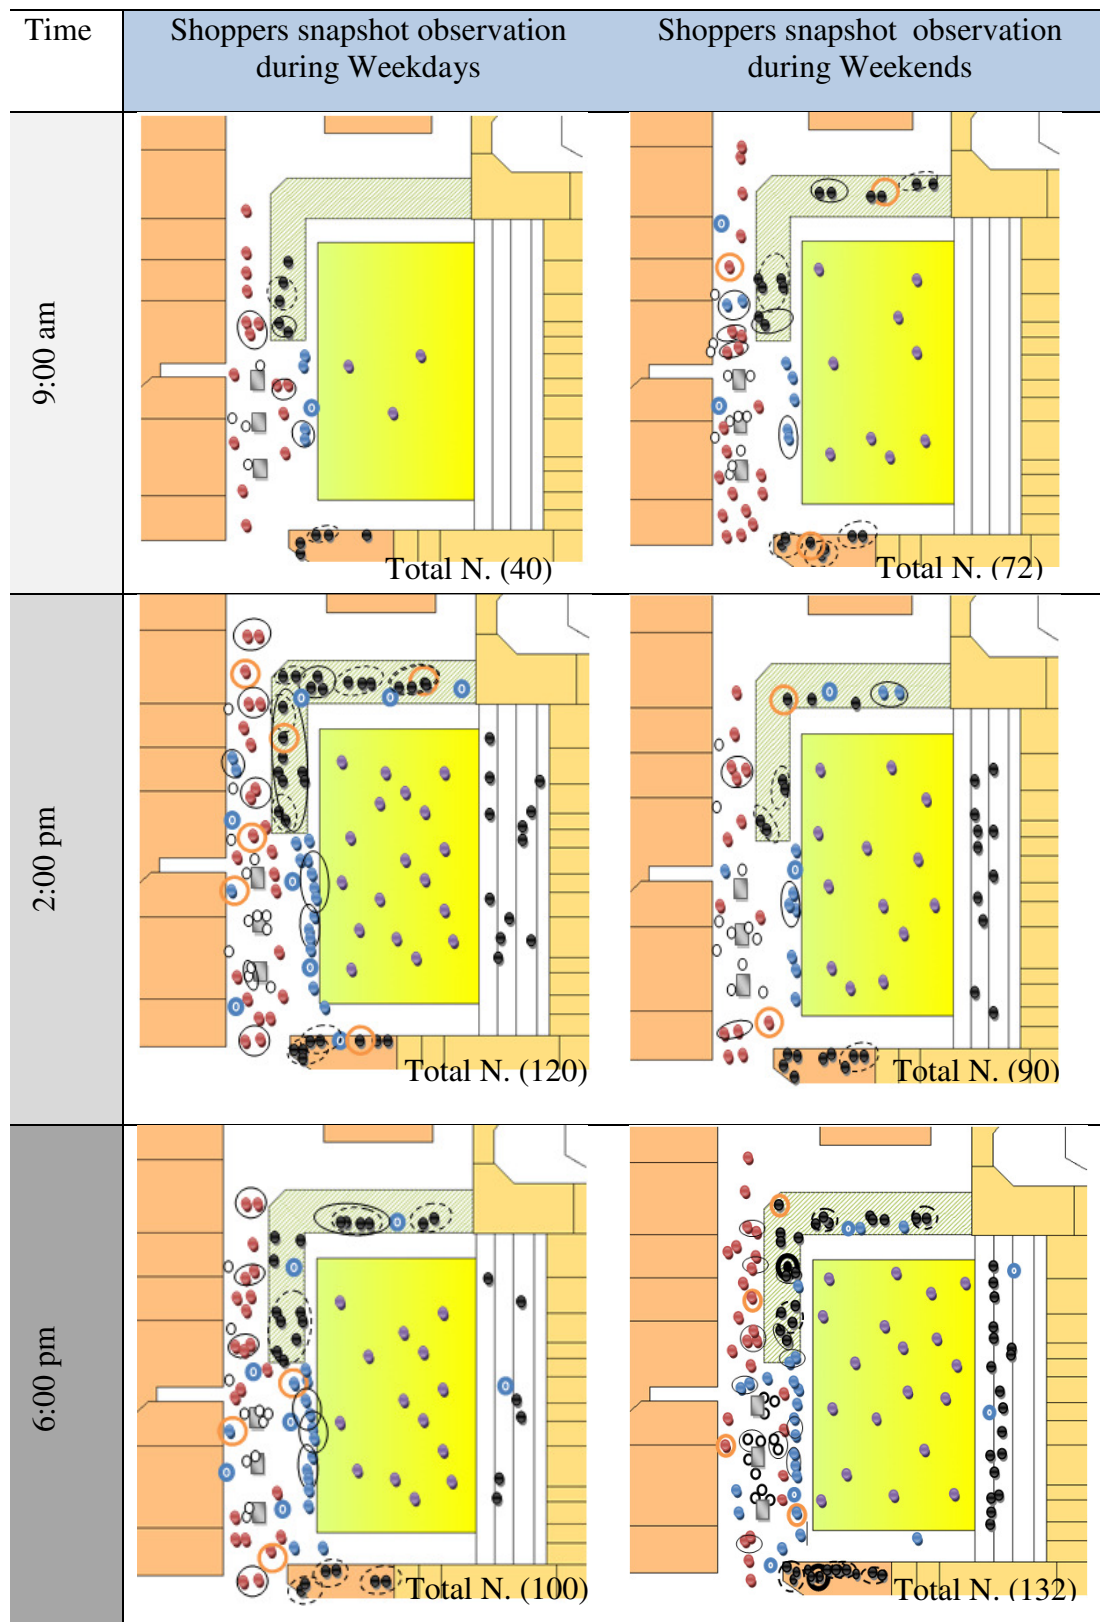 Time
Shoppers snapshot observation
during Weekdays
Shoppers snapshot observation
during Weekends
9:00 am
Total N. (40)
Total N. (72)
2:00 pm
Total N. (120)
Total N. (90)
6:00 pm
Total N. (100)
Total N. (132)